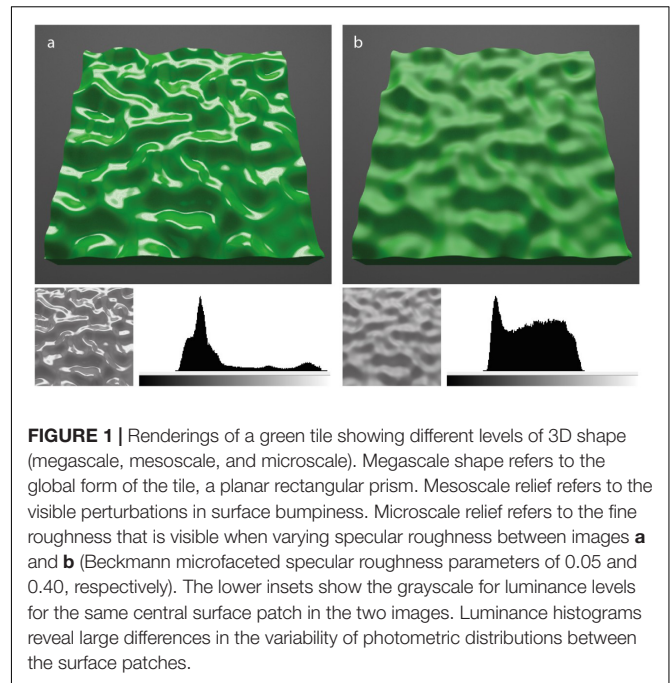 a
b
FIGURE 1 | Renderings of a green tile showing different levels of 3D shape
(megascale, mesoscale, and microscale). Megascale shape refers to the
global form of the tile, a planar rectangular prism. Mesoscale relief refers to the
visible perturbations in surface bumpiness. Microscale relief refers to the fine
roughness that is visible when varying specular roughness between images a
and b (Beckmann microfaceted specular roughness parameters of 0.05 and
0.40, respectively). The lower insets show the grayscale for luminance levels
for the same central surface patch in the two images. Luminance histograms
reveal large differences in the variability of photometric distributions between
the surface patches.